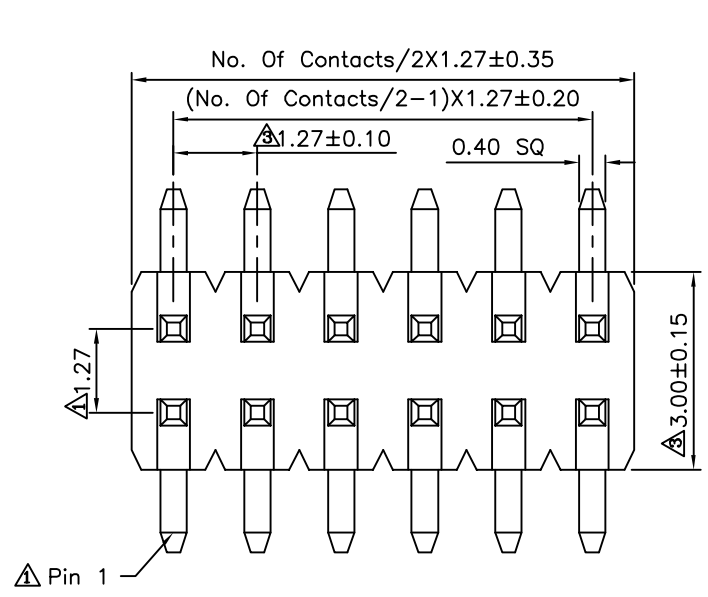 No. Of Contacts/2X1.27±0.35
(No. Of Contacts/2-1)X1.27±0.20
3 1.27±0.10
0.40 SQ
1 1.27
3 3.00±0.15
1 Pin 1